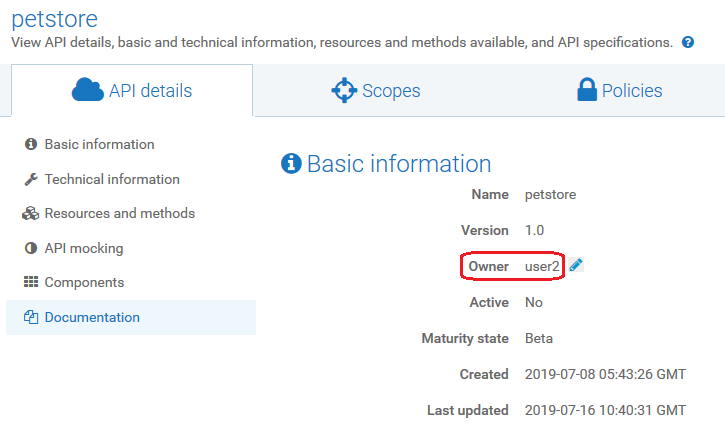 petstore
View API details, basic and technical information, resources and methods available, and API specifications. ?
API details
Scopes
Policies
Basic information
Technical information
Resources and methods
API mocking
Components
Documentation
Basic information
Name petstore
Version 1.0
Owner user2
Active No
Maturity state Beta
Created 2019-07-08 05:43:26 GMT
Last updated 2019-07-16 10:40:31 GMT